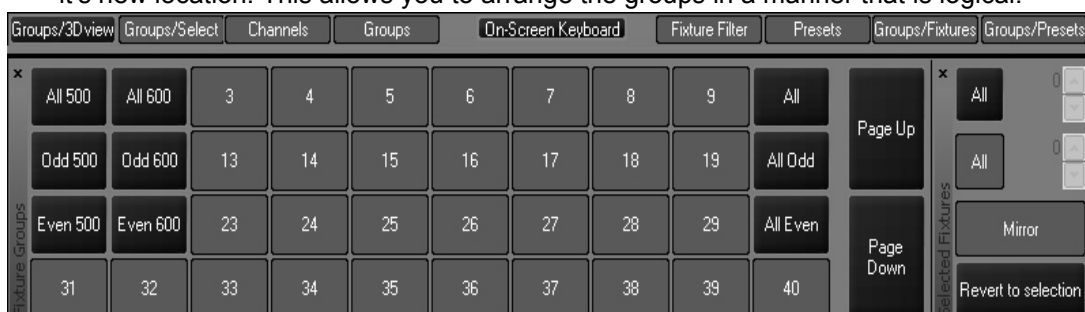 it's new location. This allows you to arrange the groups in a manner that is logical.
Groups/3Dview Groups/Select Channels Groups On-Screen Keyboard Fixture Filter Presets Groups/Fixtures Groups/Presets
x All 500 All 600 3 4 5 6 7 8 9 All Page Up x All 0
Odd 500 Odd 600 13 14 15 16 17 18 19 All Odd All 0
Even 500 Even 600 23 24 25 26 27 28 29 All Even Page Down Mirror
31 32 33 34 35 36 37 38 39 40 Revert to selection
Fixture Groups
Selected Fixtures